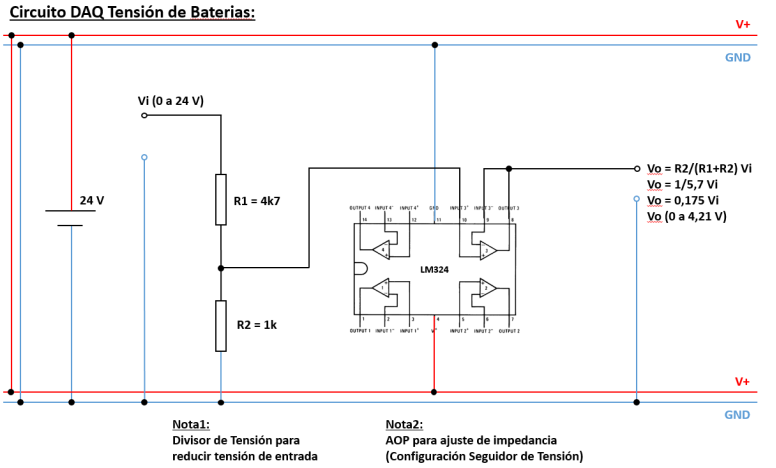 Circuito DAQ Tensión de Baterias:
V+
GND
Vi (0 a 24 V)
24 V
R1 = 4k7
R2 = 1k
Vo = R2/(R1+R2) Vi
Vo = 1/5,7 Vi
Vo = 0,175 Vi
Vo (0 a 4,21 V)
OUTPUT 4 INPUT 4- INPUT 4+ GND INPUT 3+ INPUT 3- OUTPUT 3
14 13 12 11 10 9 8
4 3
LM324
1 2
1 2 3 4 5 6 7
OUTPUT 1 INPUT 1- INPUT 1+ V+ INPUT 2+ INPUT 2- OUTPUT 2
V+
GND
Nota1:
Divisor de Tensión para
reducir tensión de entrada
Nota2:
AOP para ajuste de impedancia
(Configuración Seguidor de Tensión)